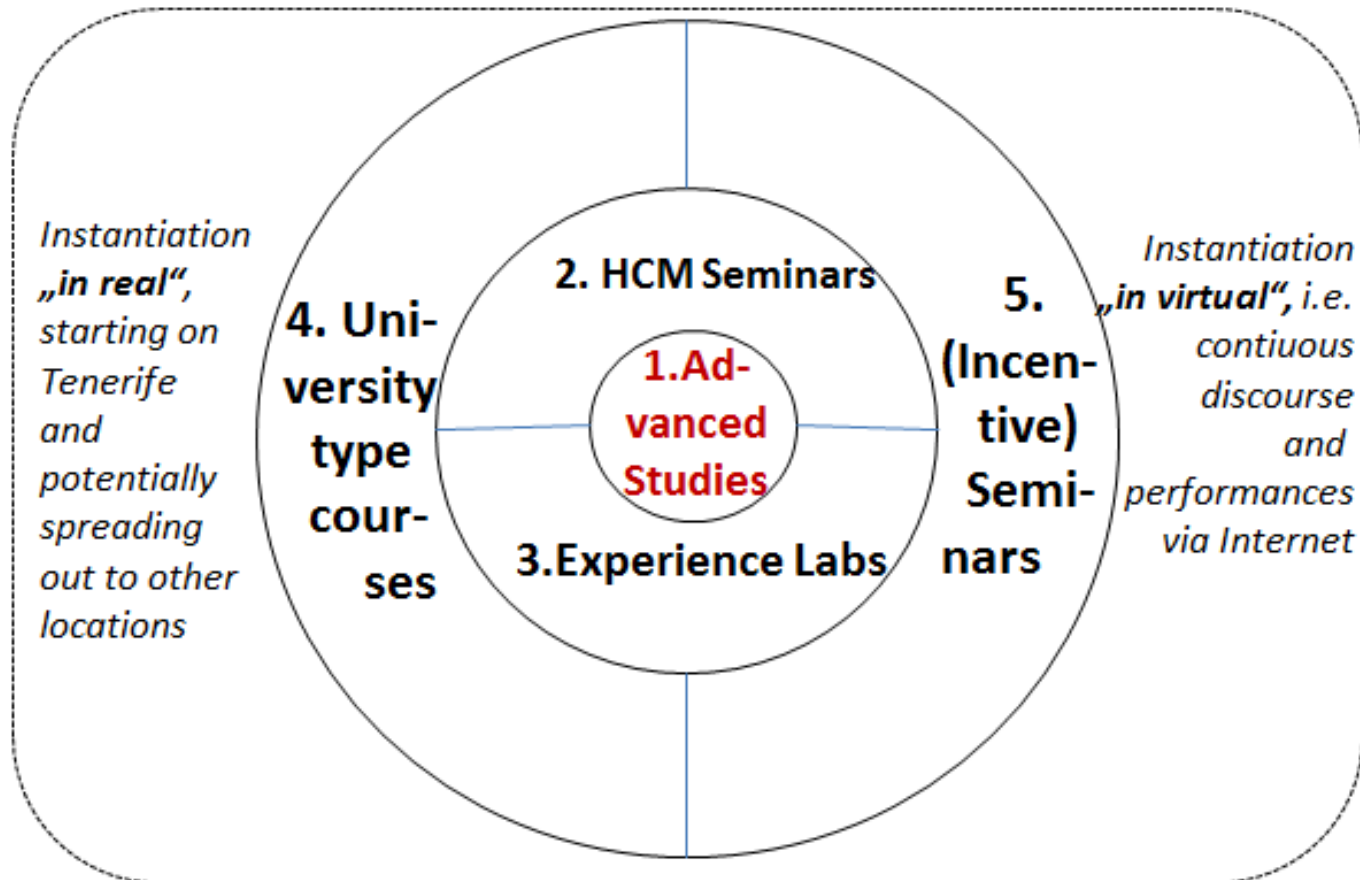 Instantiation
„in real“,
starting on
Tenerife
and
potentially
spreading
out to other
locations
4. Uni-
versity
type
cour-
ses
2. HCM Seminars
1.Ad-
vanced
Studies
3.Experience Labs
5.
(Incen-
tive)
Semi-
nars
Instantiation
„in virtual“, i.e.
contiuous
discourse
and
performances
via Internet